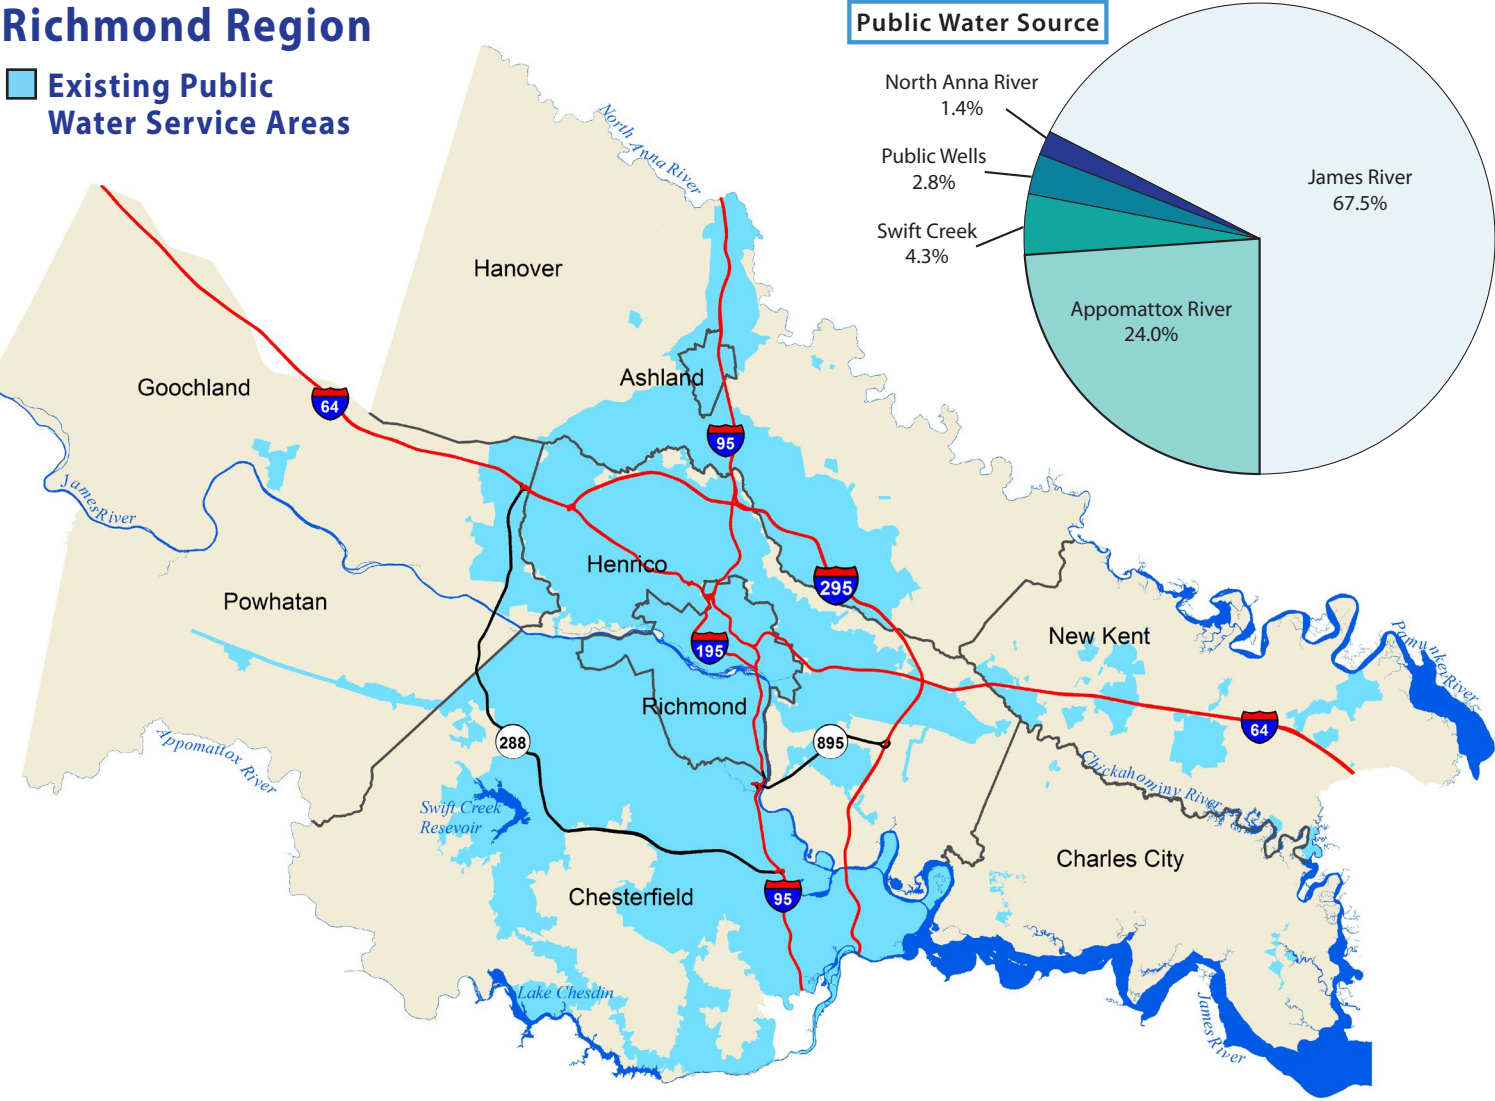 Richmond Region
Existing Public
Water Service Areas
Public Water Source
North Anna River
1.4%
Public Wells
2.8%
Swift Creek
4.3%
James River
67.5%
Appomattox River
24.0%
North Anna River
Hanover
Ashland
Goochland
64
95
James River
Henrico
295
Powhatan
195
New Kent
Pamunkey River
Richmond
288
895
64
Appomattox River
Chickahominy River
Swift Creek
Resevoir
Charles City
Chesterfield
95
Lake Chesdin
James River